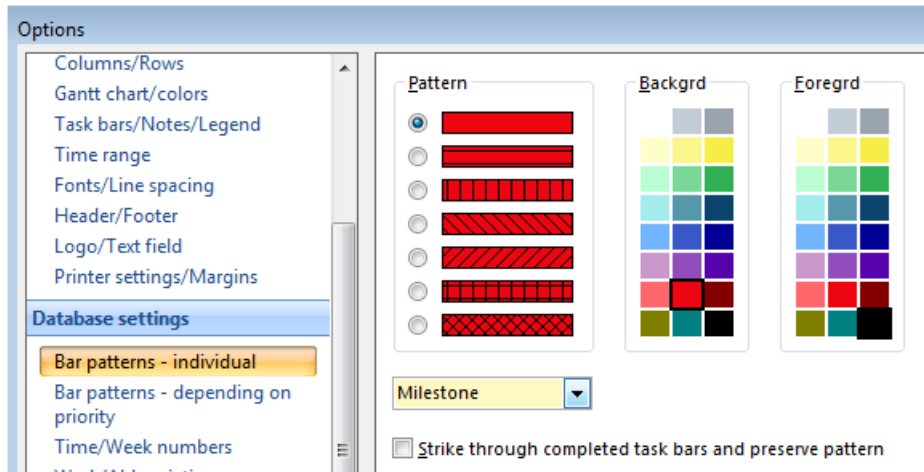 Options
Columns/Rows
Gantt chart/colors
Task bars/Notes/Legend
Time range
Fonts/Line spacing
Header/Footer
Logo/Text field
Printer settings/Margins
Database settings
Bar patterns - individual
Bar patterns - depending on
priority
Time/Week numbers
Pattern
Backgrd
Foregrd
Milestone
Strike through completed task bars and preserve pattern